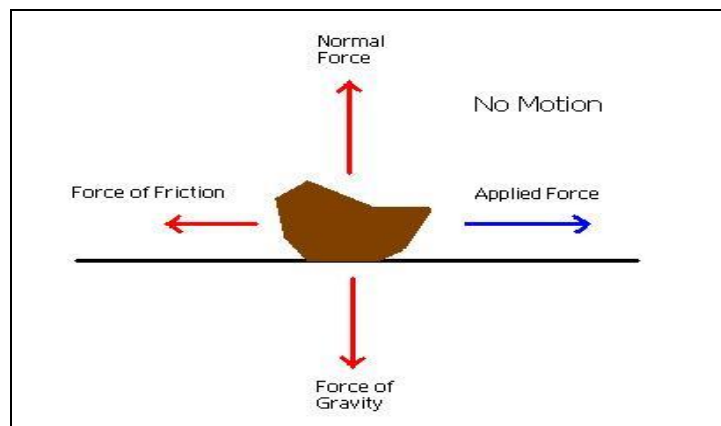 Normal
Force
No Motion
Force of Friction
Applied Force
Force of
Gravity